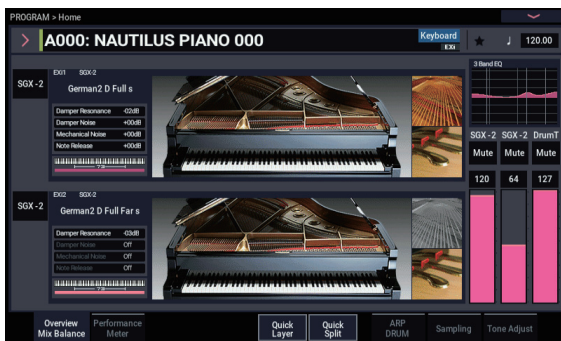 PROGRAM > Home
A000: NAUTILUS PIANO 000
Keyboard
EXi
♩ 120.00
EXi1 SGX-2
SGX-2
German2 D Full s
Damper Resonance -02dB
Damper Noise +00dB
Mechanical Noise +00dB
Note Release +00dB
73
EXi2 SGX-2
SGX-2
German2 D Full Far s
Damper Resonance -03dB
Damper Noise Off
Mechanical Noise Off
Note Release Off
73
3 Band EQ
SGX-2 SGX-2 DrumT
Mute Mute Mute
120 64 127
Overview Mix Balance
Performance Meter
Quick Layer
Quick Split
ARP DRUM
Sampling
Tone Adjust